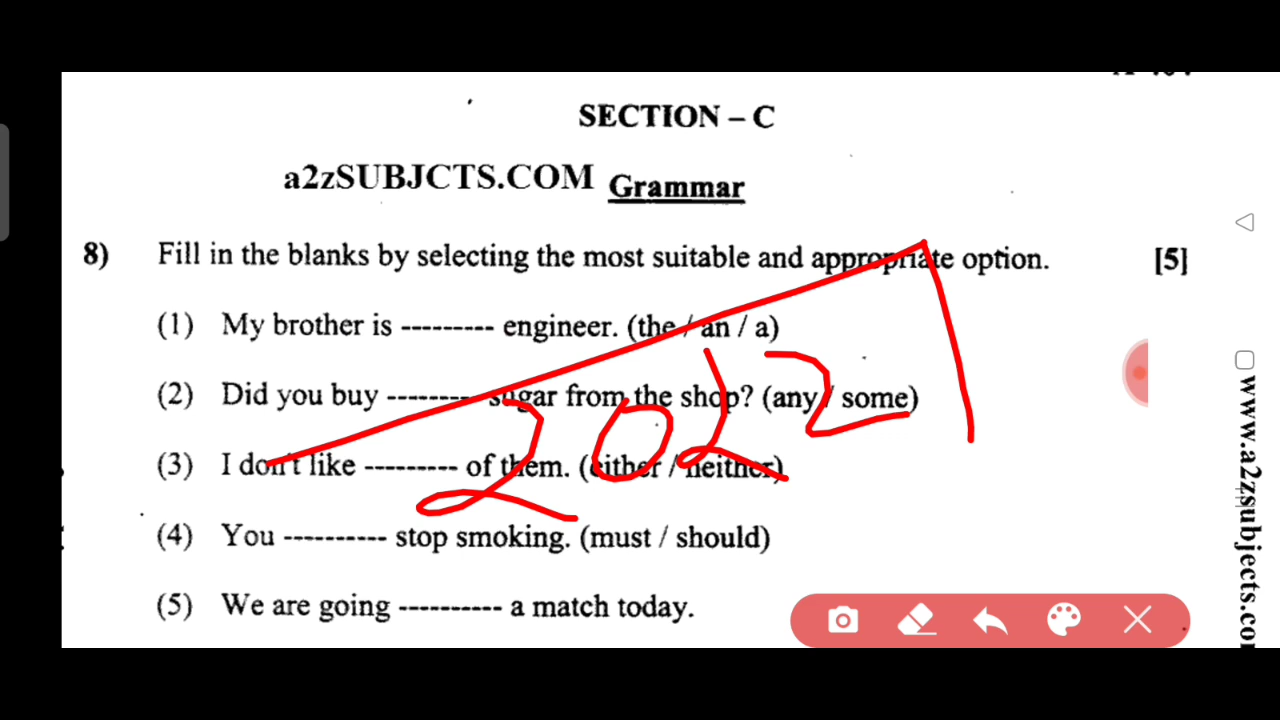 SECTION – C
a2zSUBJCTS.COM Grammar
8) Fill in the blanks by selecting the most suitable and appropriate option. [5]
(1) My brother is --------- engineer. (the / an / a)
(2) Did you buy --------- sugar from the shop? (any / some)
(3) I don't like --------- of them. (either / neither)
2022
(4) You ---------- stop smoking. (must / should)
(5) We are going ---------- a match today.
www.a2zsubjects.co